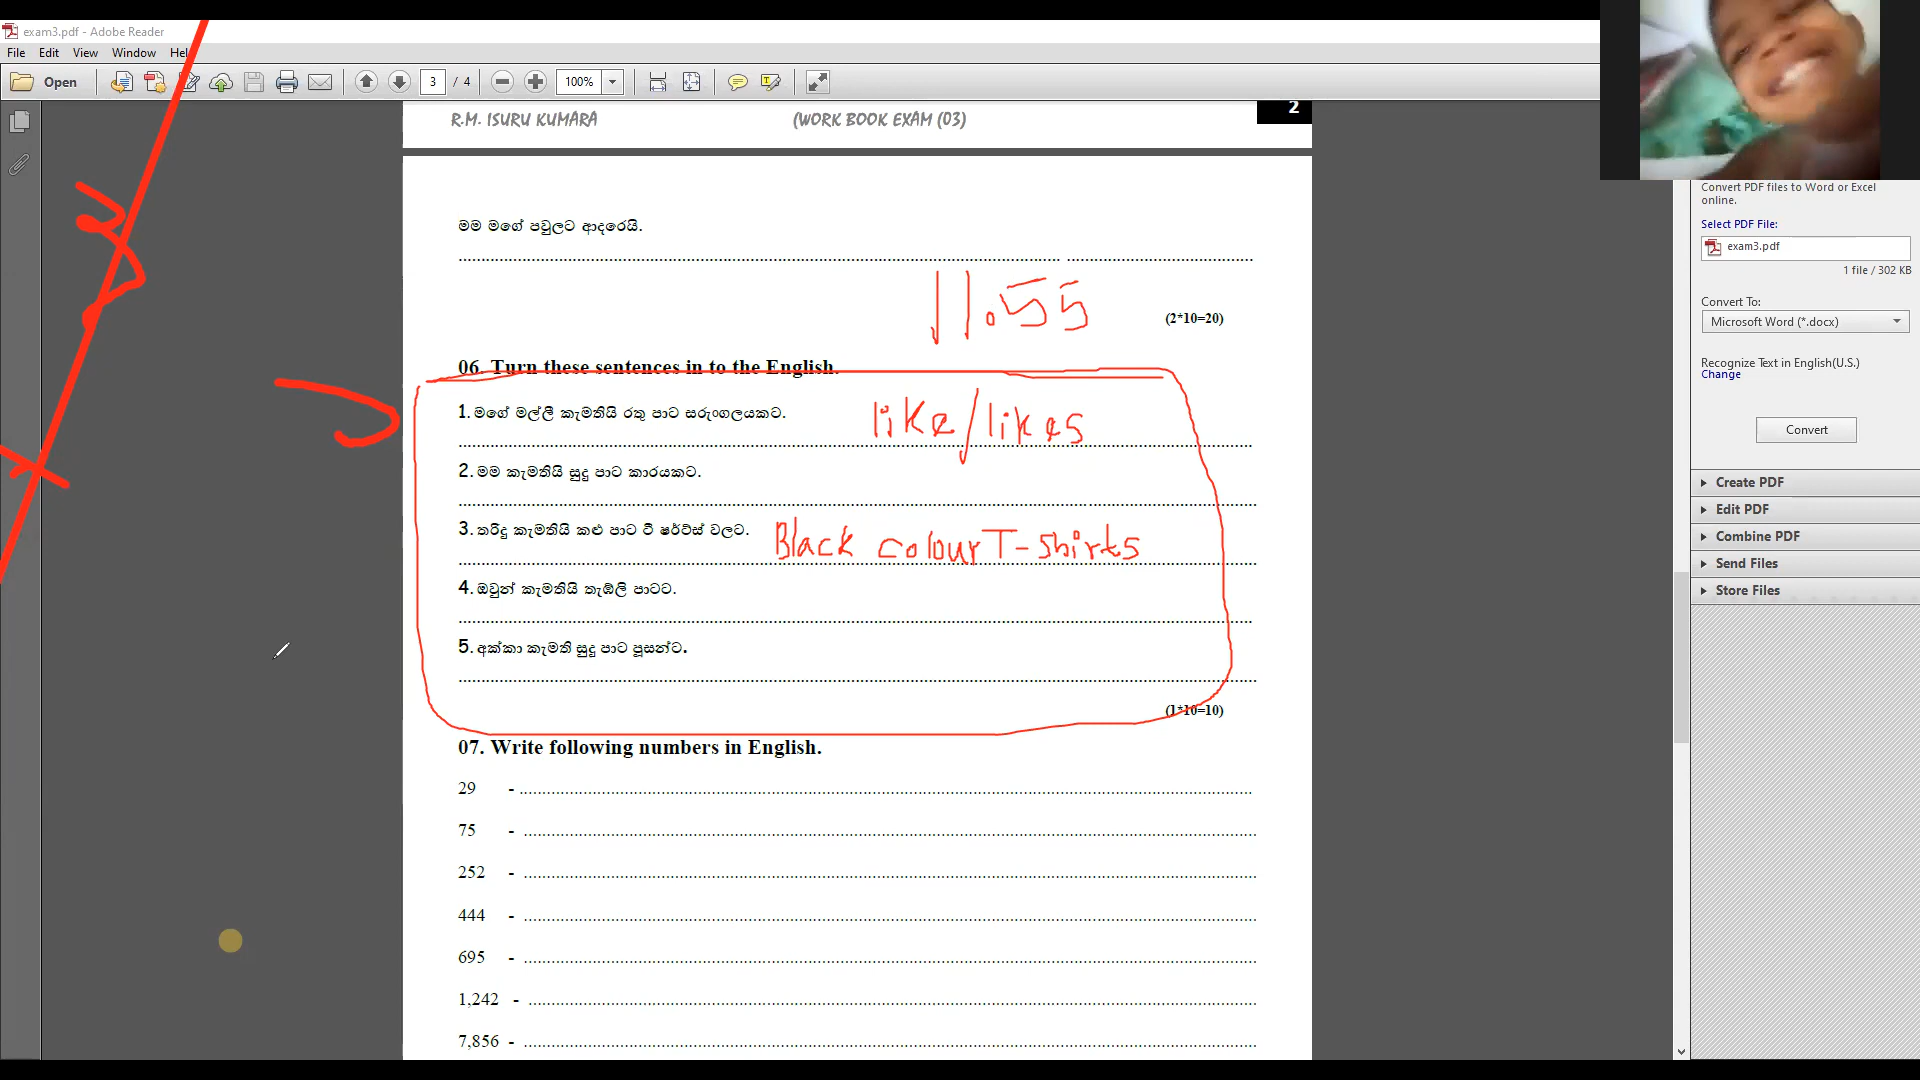 exam3.pdf - Adobe Reader
File Edit View Window Hel
Open 3 / 4 100%
R.M. ISURU KUMARA (WORK BOOK EXAM (03) 2
Convert PDF files to Word or Excel
online.
Select PDF File:
exam3.pdf
1 file / 302 KB
Convert To:
Microsoft Word (*.docx)
Recognize Text in English(U.S.)
Change
Convert
Create PDF
Edit PDF
Combine PDF
Send Files
Store Files
මම මගේ පවුලට ආදරෙයි.
11.55
(2*10=20)
06. Turn these sentences in to the English.
1. මගේ මල්ලී කැමතියි රතු පාට සරුංගලයකට. like/likes
2. මම කැමතියි සුදු පාට කාරයකට.
3. තරිදු කැමතියි කළු පාට ටී ෂර්ට්ස් වලට. Black colour T-shirts
4. ඔවුන් කැමතියි තැඹිලි පාටට.
5. අක්කා කැමති සුදු පාට පූසන්ට.
(1*10=10)
07. Write following numbers in English.
29 -
75 -
252 -
444 -
695 -
1,242 -
7,856 -